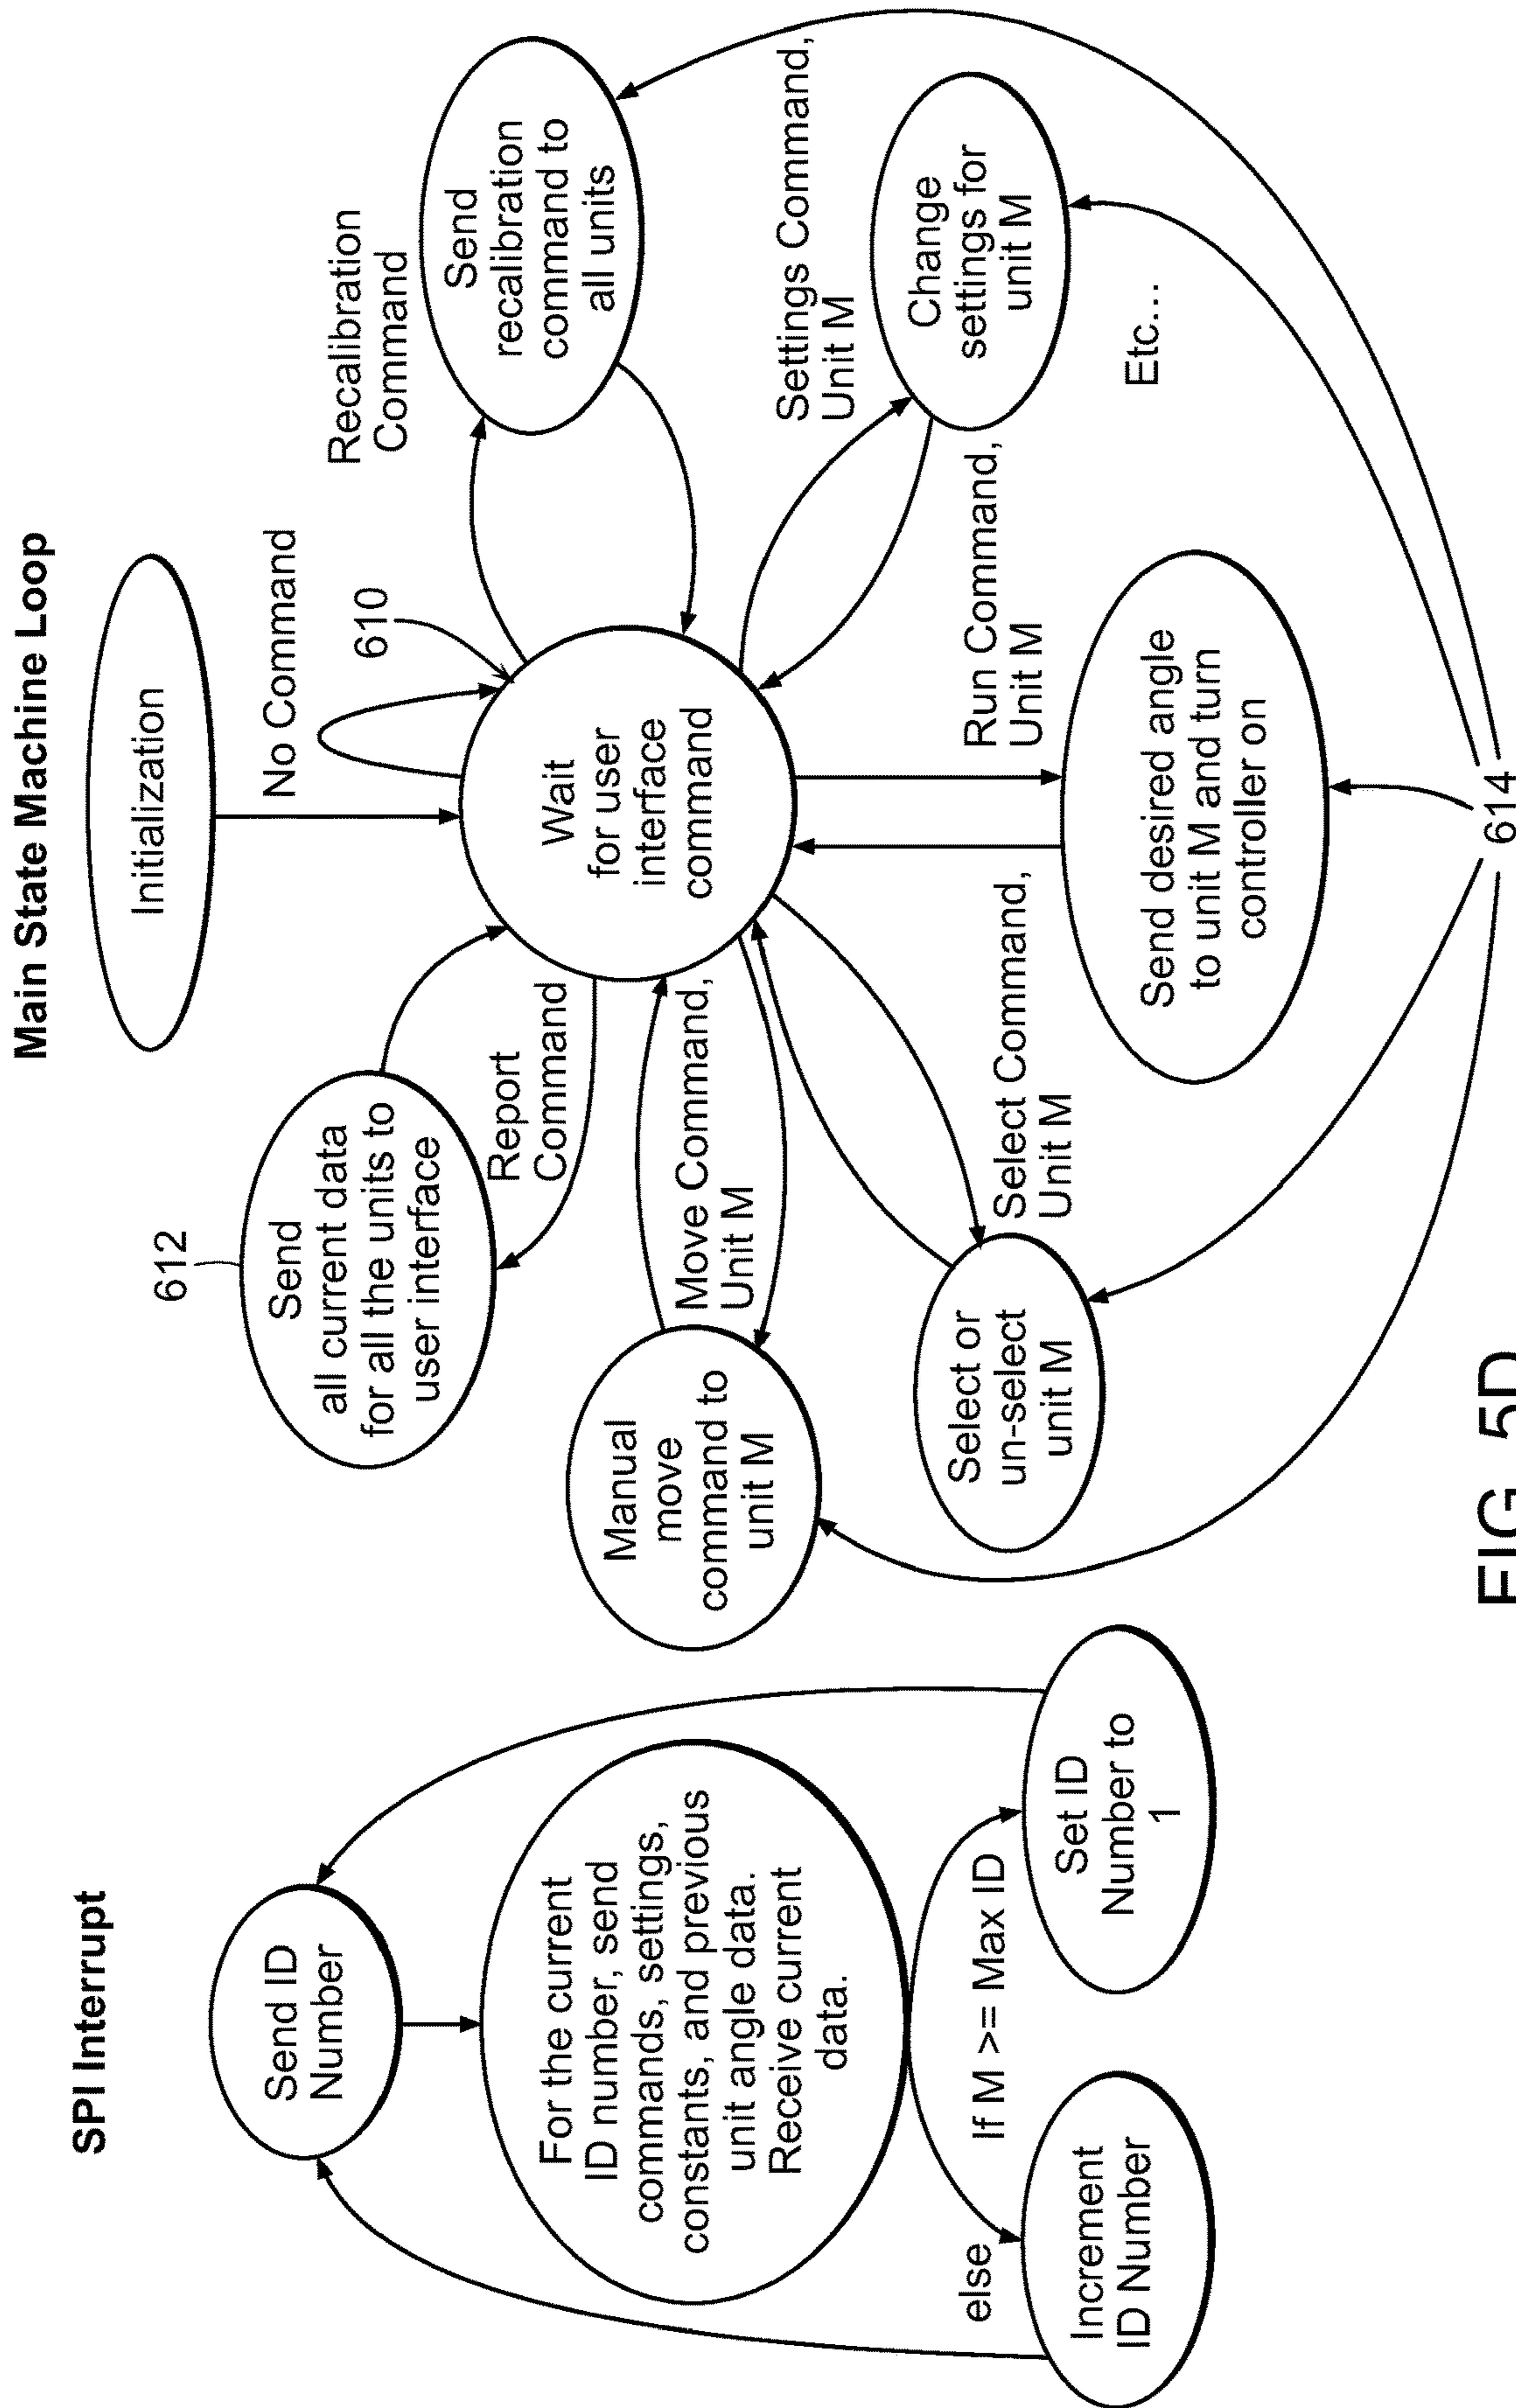 SPI Interrupt
Send ID
Number
For the current
ID number, send
commands, settings,
constants, and previous
unit angle data.
Receive current
data.
else
If M >= Max ID
Increment
ID Number
Set ID
Number to
1
Main State Machine Loop
Initialization
No Command
610
Wait
for user
interface
command
612
Send
all current data
for all the units to
user interface
Report
Command
Recalibration
Command
Send
recalibration
command to
all units
Manual
move
command to
unit M
Move Command,
Unit M
Settings Command,
Unit M
Change
settings for
unit M
Select or
un-select
unit M
Select Command,
Unit M
Run Command,
Unit M
Send desired angle
to unit M and turn
controller on
Etc...
614
FIG. 5D